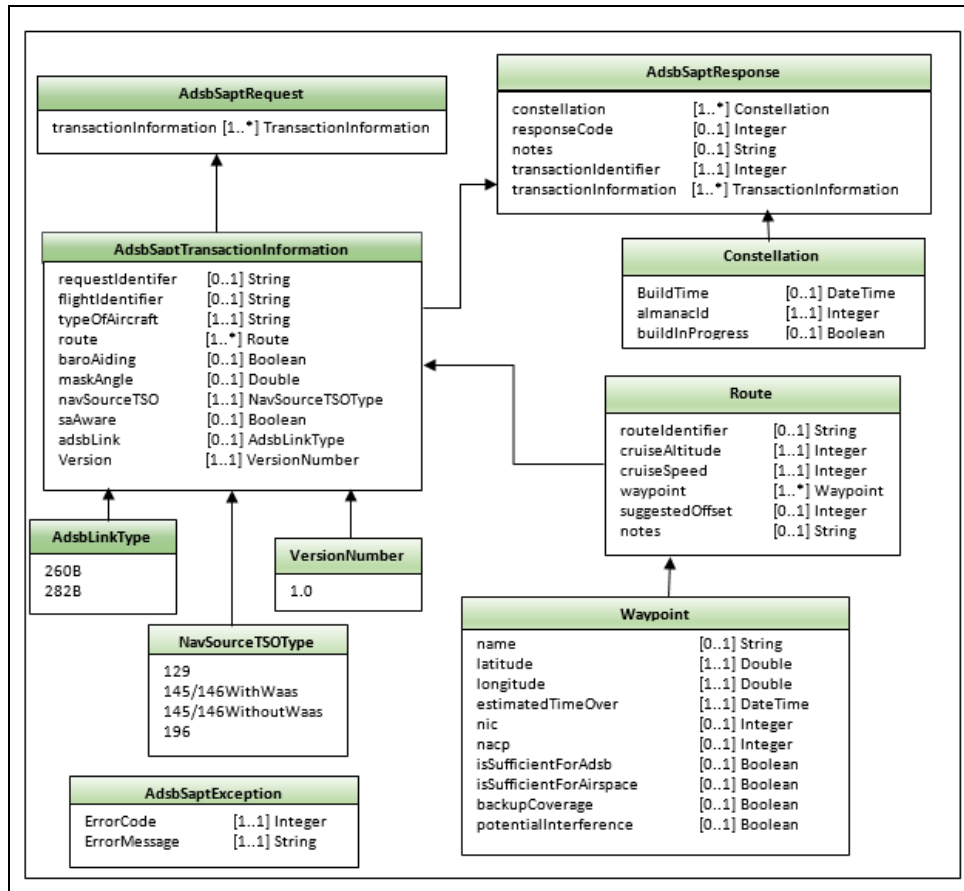 AdsbSaptRequest
transactionInformation [1..*] TransactionInformation
AdsbSaptResponse
constellation [1..*] Constellation
responseCode [0..1] Integer
notes [0..1] String
transactionIdentifier [1..1] Integer
transactionInformation [1..*] TransactionInformation
AdsbSaptTransactionInformation
requestIdentifer [0..1] String
flightIdentifier [0..1] String
typeOfAircraft [1..1] String
route [1..*] Route
baroAiding [0..1] Boolean
maskAngle [0..1] Double
navSourceTSO [1..1] NavSourceTSOType
saAware [0..1] Boolean
adsbLink [0..1] AdsbLinkType
Version [1..1] VersionNumber
Constellation
BuildTime [0..1] DateTime
almanacId [1..1] Integer
buildInProgress [0..1] Boolean
Route
routeIdentifier [0..1] String
cruiseAltitude [1..1] Integer
cruiseSpeed [1..1] Integer
waypoint [1..*] Waypoint
suggestedOffset [0..1] Integer
notes [0..1] String
AdsbLinkType
260B
282B
VersionNumber
1.0
NavSourceTSOType
129
145/146WithWaas
145/146WithoutWaas
196
Waypoint
name [0..1] String
latitude [1..1] Double
longitude [1..1] Double
estimatedTimeOver [1..1] DateTime
nic [0..1] Integer
nacp [0..1] Integer
isSufficientForAdsb [0..1] Boolean
isSufficientForAirspace [0..1] Boolean
backupCoverage [0..1] Boolean
potentialInterference [0..1] Boolean
AdsbSaptException
ErrorCode [1..1] Integer
ErrorMessage [1..1] String